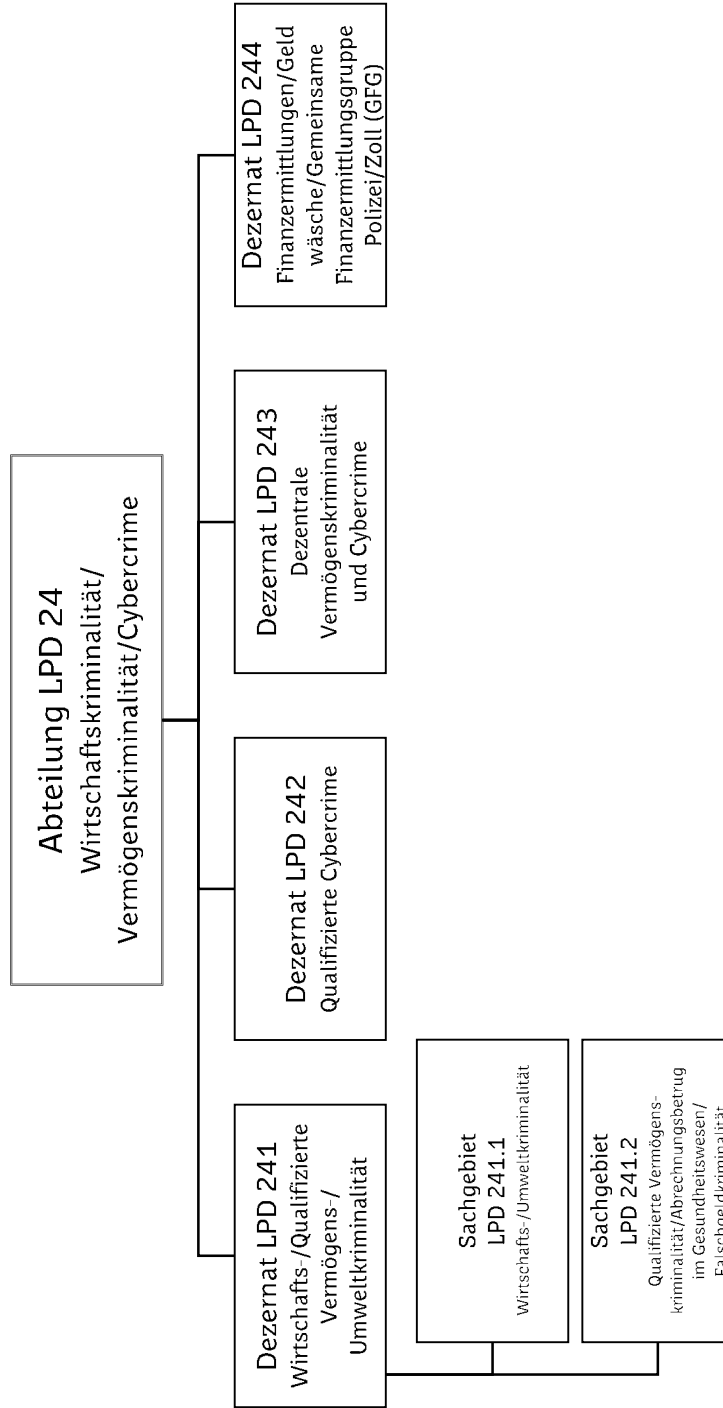 Abteilung LPD 24
Wirtschaftskriminalität/
Vermögenskriminalität/Cybercrime
Dezernat LPD 241
Wirtschafts-/Qualifizierte
Vermögens-/
Umweltkriminalität
Dezernat LPD 242
Qualifizierte Cybercrime
Dezernat LPD 243
Dezentrale
Vermögenskriminalität
und Cybercrime
Dezernat LPD 244
Finanzermittlungen/Geld
wäsche/Gemeinsame
Finanzermittlungsgruppe
Polizei/Zoll (GFG)
Sachgebiet
LPD 241.1
Wirtschafts-/Umweltkriminalität
Sachgebiet
LPD 241.2
Qualifizierte Vermögens-
kriminalität/Abrechnungsbetrug
im Gesundheitswesen/
Falschgeldkriminalität